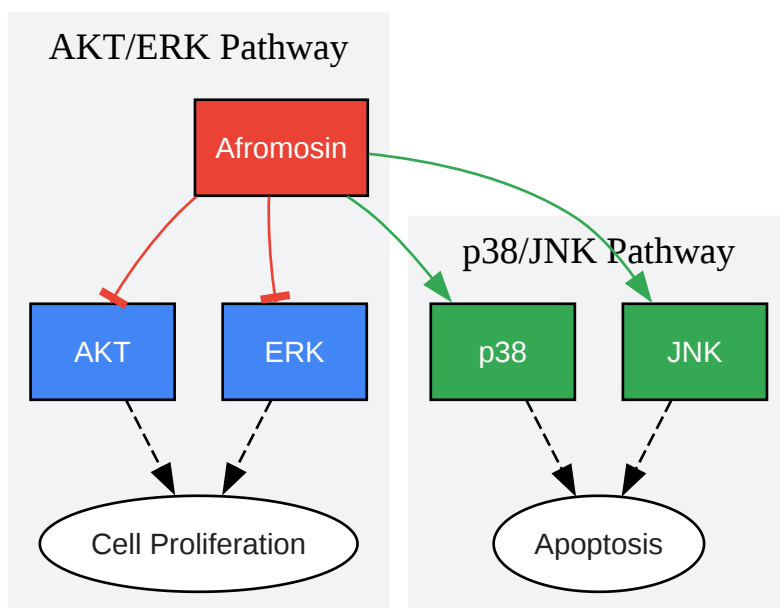 AKT/ERK Pathway
Afromosin
p38/JNK Pathway
AKT
ERK
p38
JNK
Cell Proliferation
Apoptosis